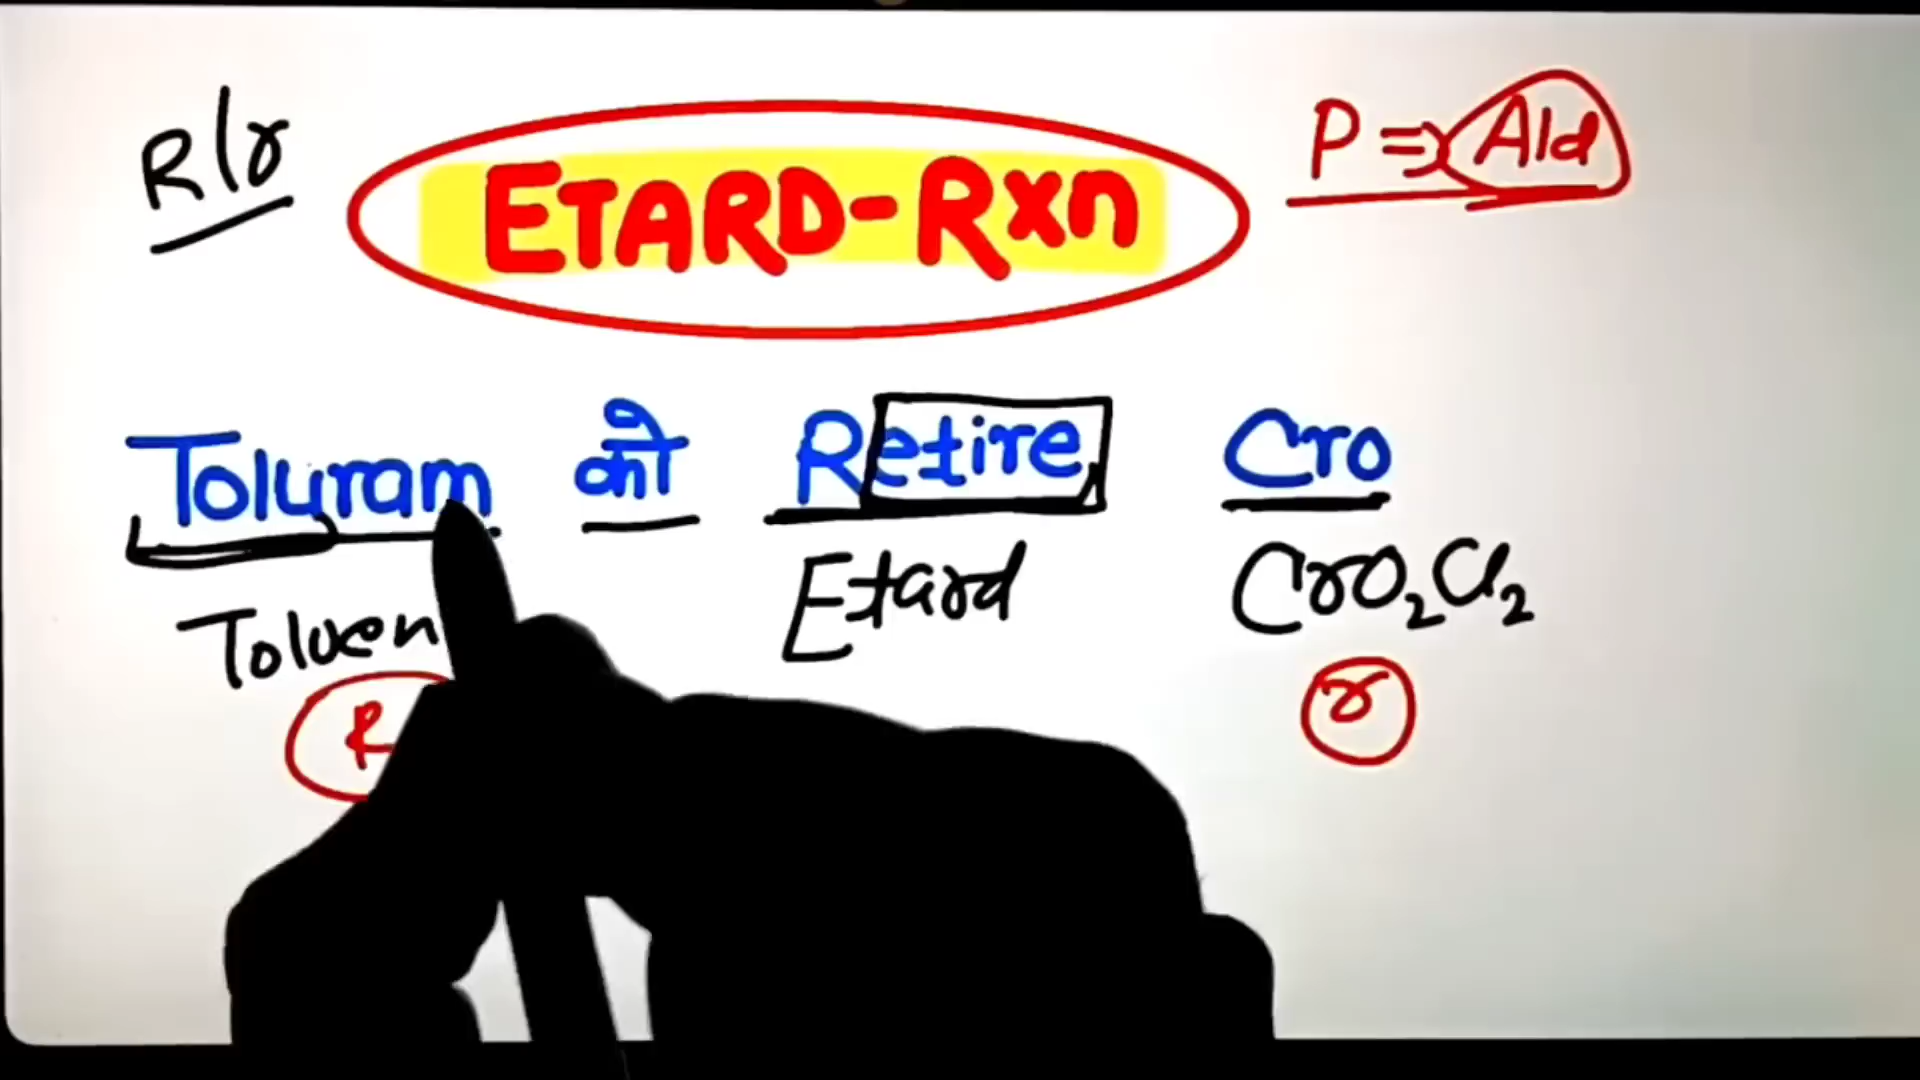 R/r
ETARD-Rxn
P => Ald
Toluram को Retire Cro
Toluen Etard CrO₂Cl₂
R r